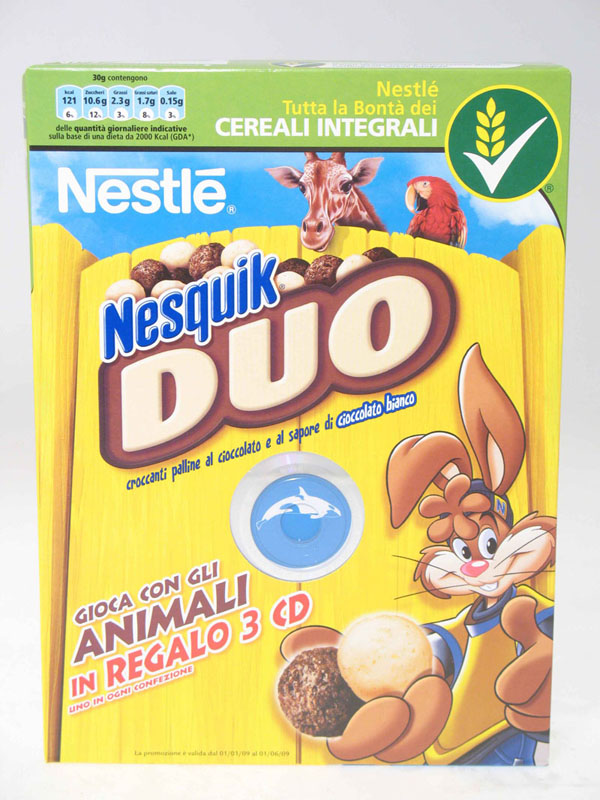 30g contengono
kcal Zuccheri Grassi Grassi saturi Sale
121 10.6g 2.3g 1.7g 0.15g
6% 12% 3% 8% 3%
delle quantità giornaliere indicative
sulla base di una dieta da 2000 Kcal (GDA*)
Nestlé
Tutta la Bontà dei
CEREALI INTEGRALI
®
Nestlé®
Nesquik®
DUO
croccanti palline al cioccolato e al sapore di cioccolato bianco
N
GIOCA CON GLI
ANIMALI
IN REGALO 3 CD
UNO IN OGNI CONFEZIONE
La promozione è valida dal 01/03/09 al 01/06/09